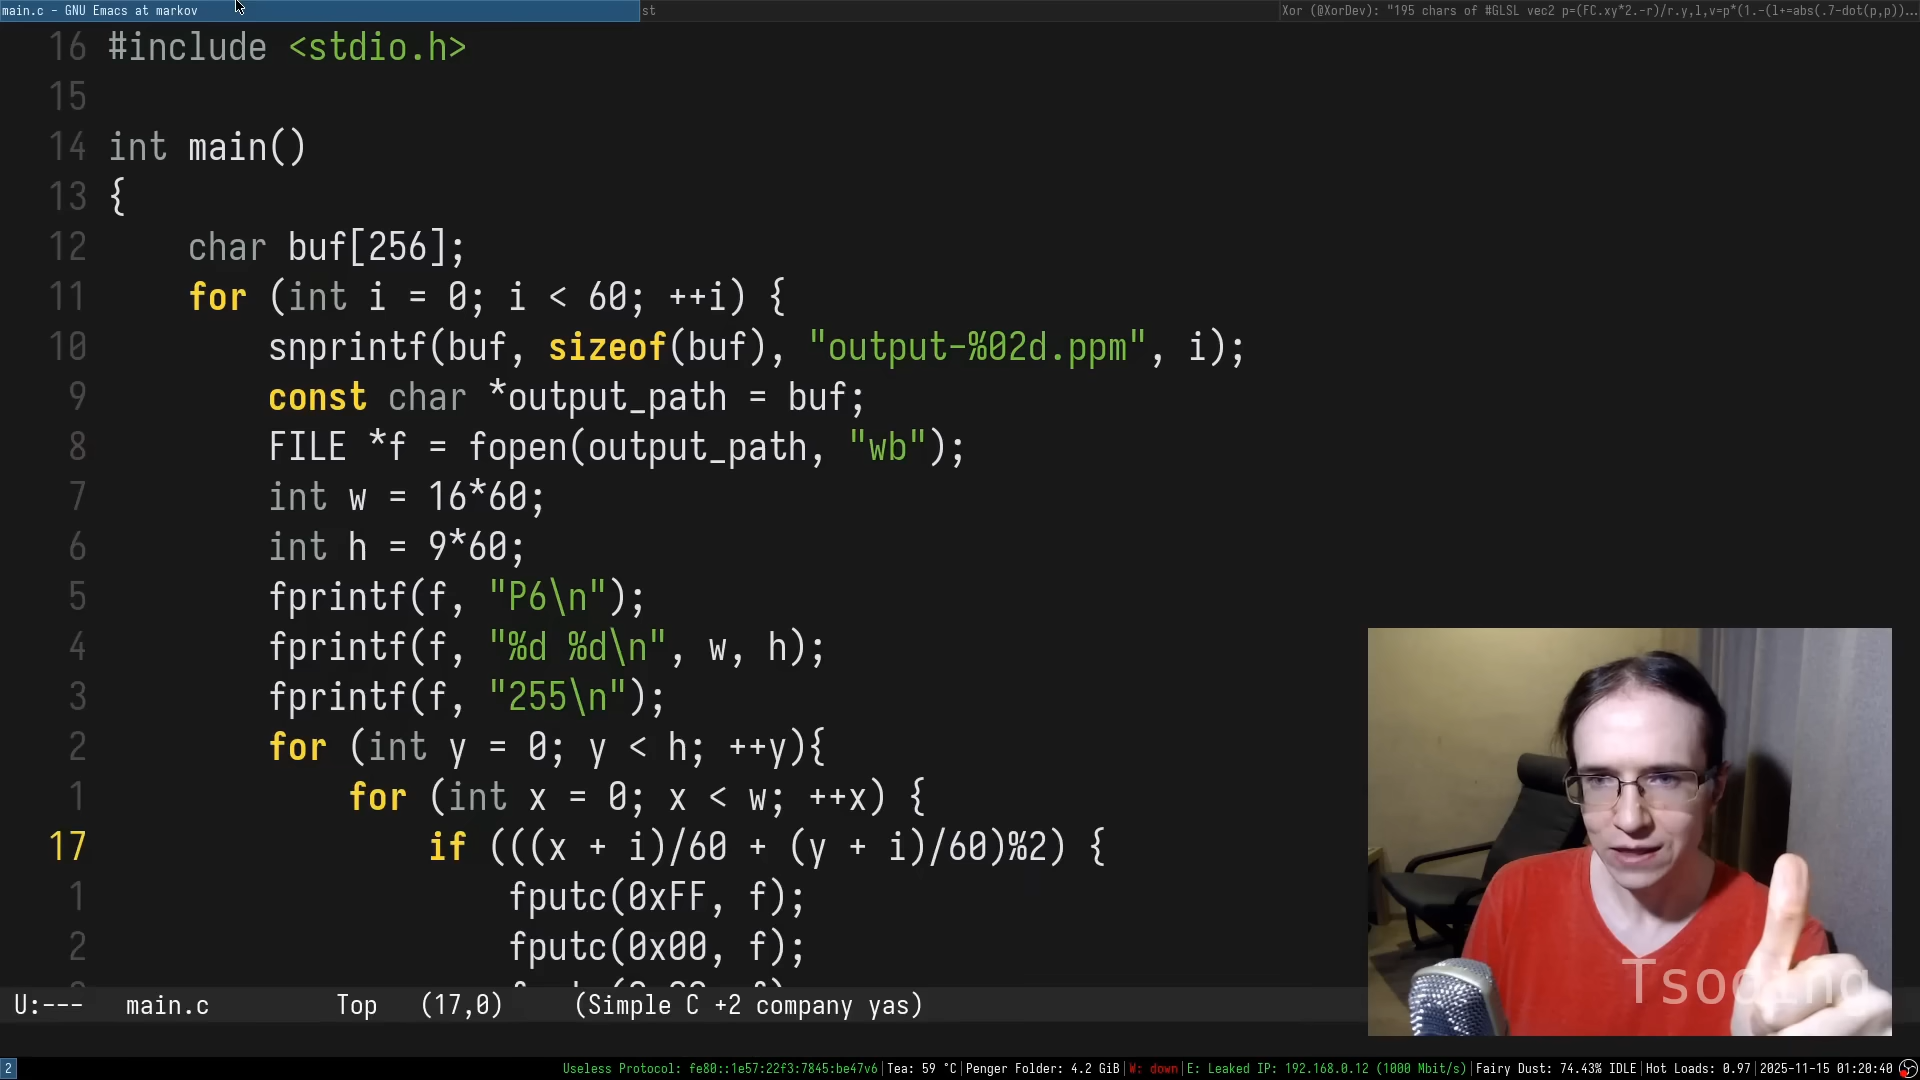 main.c - GNU Emacs at markov
st
Xor (@XorDev): "195 chars of #GLSL vec2 p=(FC.xy*2.-r)/r.y,l,v=p*(1.-(l+=abs(.7-dot(p,p))...
16 #include <stdio.h>
15
14 int main()
13 {
12 char buf[256];
11 for (int i = 0; i < 60; ++i) {
10 snprintf(buf, sizeof(buf), "output-%02d.ppm", i);
9 const char *output_path = buf;
8 FILE *f = fopen(output_path, "wb");
7 int w = 16*60;
6 int h = 9*60;
5 fprintf(f, "P6\n");
4 fprintf(f, "%d %d\n", w, h);
3 fprintf(f, "255\n");
2 for (int y = 0; y < h; ++y){
1 for (int x = 0; x < w; ++x) {
17 if (((x + i)/60 + (y + i)/60)%2) {
1 fputc(0xFF, f);
2 fputc(0x00, f);
U:--- main.c Top (17,0) (Simple C +2 company yas)
Tsoding
2
Useless Protocol: fe80::1e57:22f3:7845:be47v6|Tea: 59 °C|Penger Folder: 4.2 GiB|W: down|E: Leaked IP: 192.168.0.12 (1000 Mbit/s)|Fairy Dust: 74.43% IDLE|Hot Loads: 0.97|2025-11-15 01:20:40